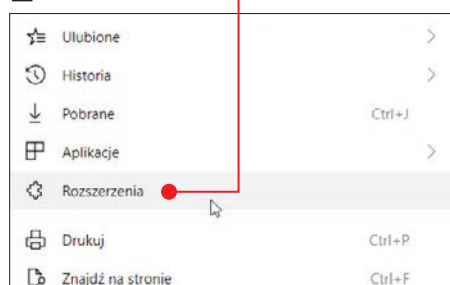 Ulubione
Historia
Pobrane Ctrl+J
Aplikacje
Rozszerzenia
Drukuj Ctrl+P
Znajdź na stronie Ctrl+F